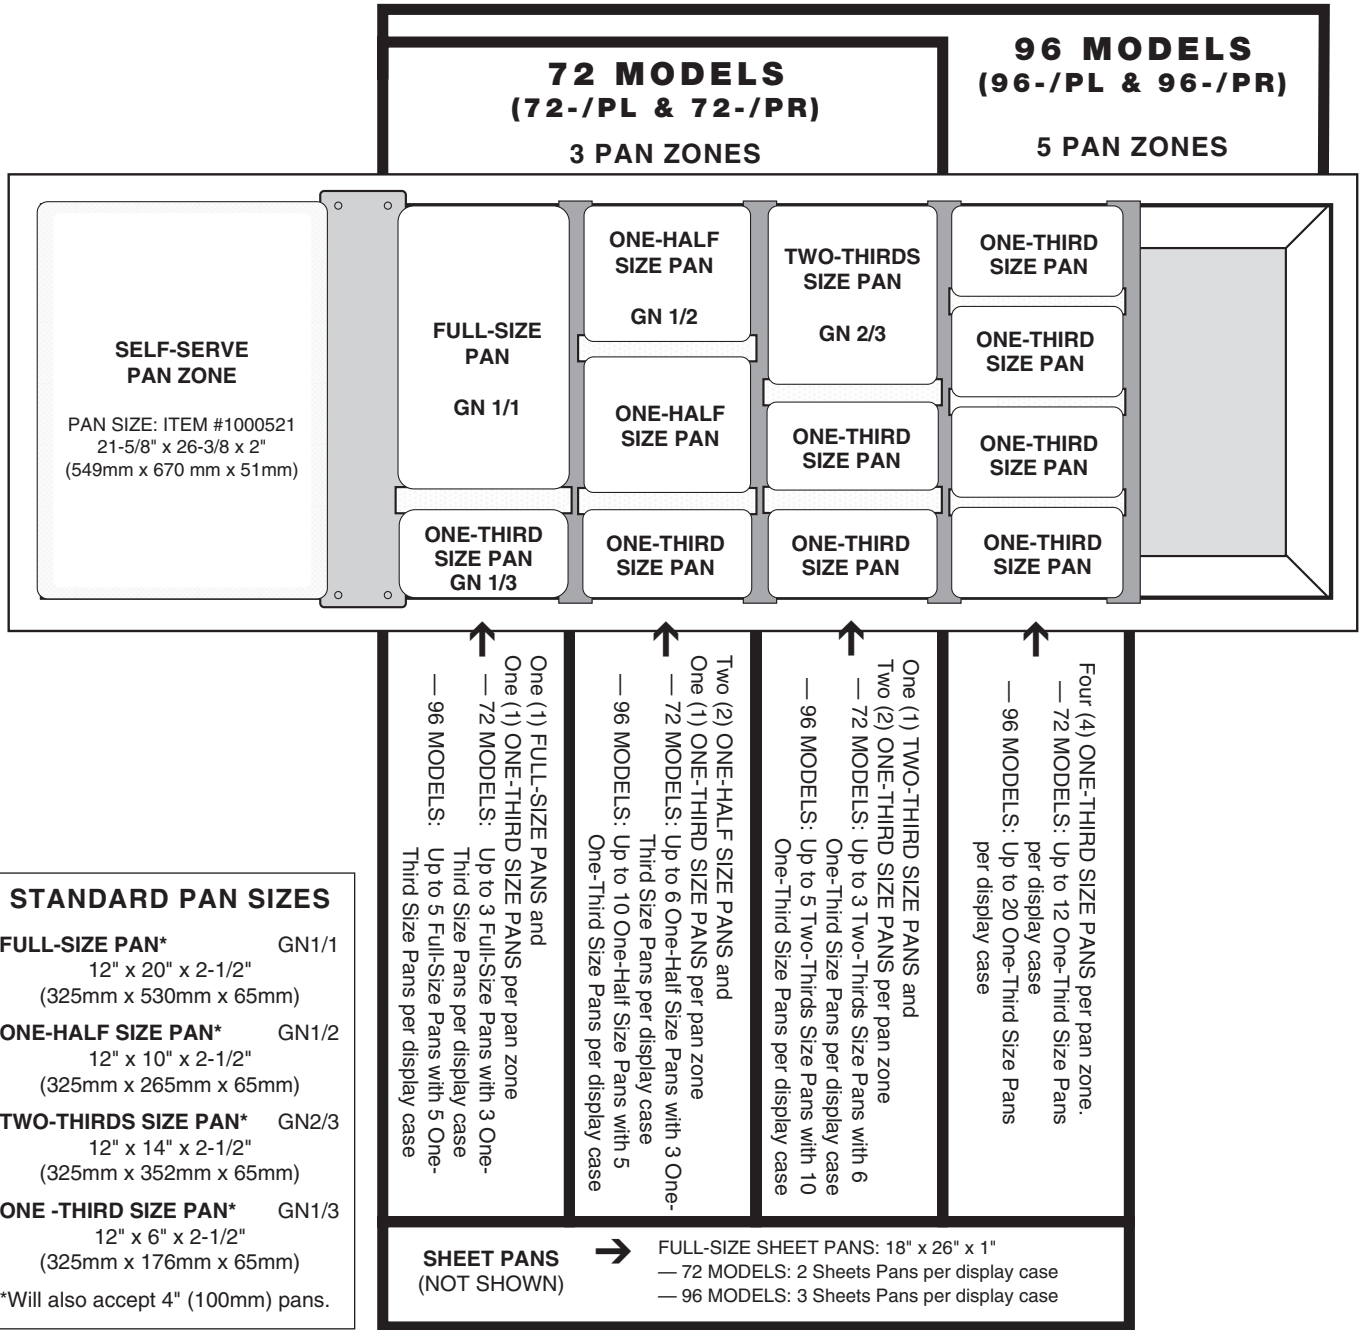 72 MODELS
(72-/PL & 72-/PR)
3 PAN ZONES
96 MODELS
(96-/PL & 96-/PR)
5 PAN ZONES
SELF-SERVE
PAN ZONE
PAN SIZE: ITEM #1000521
21-5/8" x 26-3/8 x 2"
(549mm x 670 mm x 51mm)
FULL-SIZE
PAN
GN 1/1
ONE-THIRD
SIZE PAN
GN 1/3
ONE-HALF
SIZE PAN
GN 1/2
ONE-HALF
SIZE PAN
ONE-THIRD
SIZE PAN
TWO-THIRDS
SIZE PAN
GN 2/3
ONE-THIRD
SIZE PAN
ONE-THIRD
SIZE PAN
ONE-THIRD
SIZE PAN
ONE-THIRD
SIZE PAN
ONE-THIRD
SIZE PAN
ONE-THIRD
SIZE PAN
One (1) FULL-SIZE PANS and
One (1) ONE-THIRD SIZE PANS per pan zone
— 72 MODELS: Up to 3 Full-Size Pans with 3 One-
Third Size Pans per display case
— 96 MODELS: Up to 5 Full-Size Pans with 5 One-
Third Size Pans per display case
Two (2) ONE-HALF SIZE PANS and
One (1) ONE-THIRD SIZE PANS per pan zone
— 72 MODELS: Up to 6 One-Half Size Pans with 3 One-
Third Size Pans per display case
— 96 MODELS: Up to 10 One-Half Size Pans with 5
One-Third Size Pans per display case
One (1) TWO-THIRD SIZE PANS and
Two (2) ONE-THIRD SIZE PANS per pan zone
— 72 MODELS: Up to 3 Two-Thirds Size Pans with 6
One-Third Size Pans per display case
— 96 MODELS: Up to 5 Two-Thirds Size Pans with 10
One-Third Size Pans per display case
Four (4) ONE-THIRD SIZE PANS per pan zone.
— 72 MODELS: Up to 12 One-Third Size Pans
per display case
— 96 MODELS: Up to 20 One-Third Size Pans
per display case
STANDARD PAN SIZES
FULL-SIZE PAN* GN1/1
12" x 20" x 2-1/2"
(325mm x 530mm x 65mm)
ONE-HALF SIZE PAN* GN1/2
12" x 10" x 2-1/2"
(325mm x 265mm x 65mm)
TWO-THIRDS SIZE PAN* GN2/3
12" x 14" x 2-1/2"
(325mm x 352mm x 65mm)
ONE -THIRD SIZE PAN* GN1/3
12" x 6" x 2-1/2"
(325mm x 176mm x 65mm)
*Will also accept 4" (100mm) pans.
SHEET PANS
(NOT SHOWN)
FULL-SIZE SHEET PANS: 18" x 26" x 1"
— 72 MODELS: 2 Sheets Pans per display case
— 96 MODELS: 3 Sheets Pans per display case